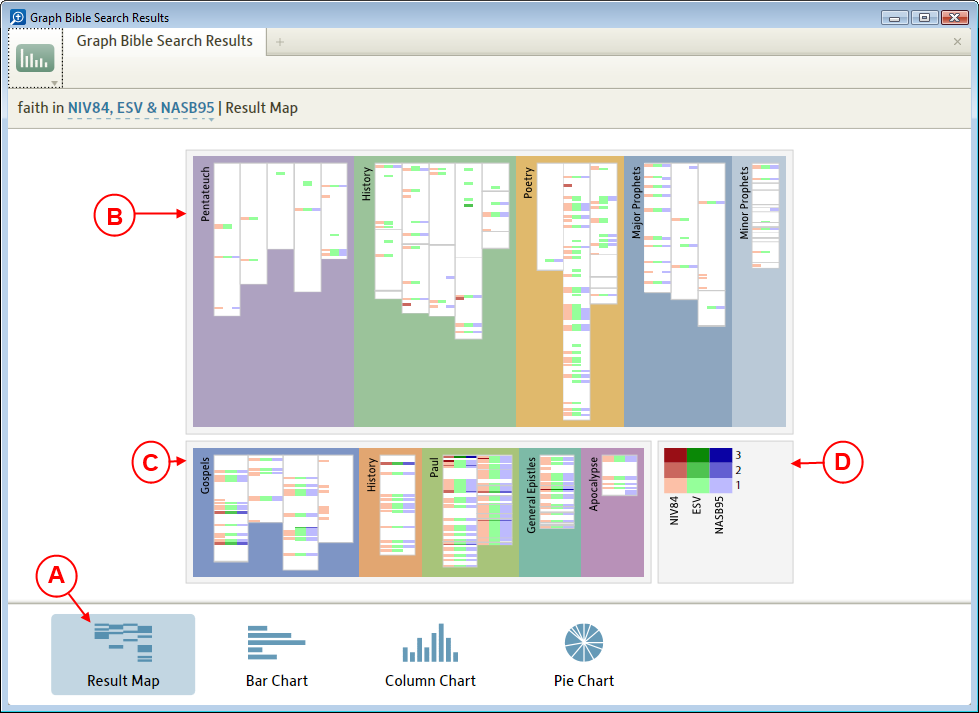 Graph Bible Search Results
Graph Bible Search Results
faith in NIV84, ESV & NASB95 | Result Map
B
Pentateuch
History
Poetry
Major Prophets
Minor Prophets
C
Gospels
History
Paul
General Epistles
Apocalypse
3
2
1
NIV84
ESV
NASB95
D
A
Result Map
Bar Chart
Column Chart
Pie Chart